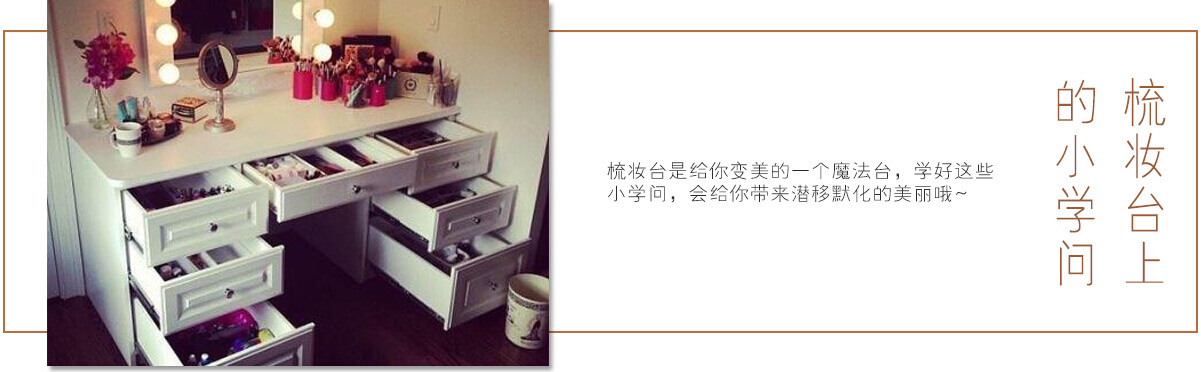 梳妆台上
的小学问
梳妆台是给你变美的一个魔法台，学好这些
小学问，会给你带来潜移默化的美丽哦~